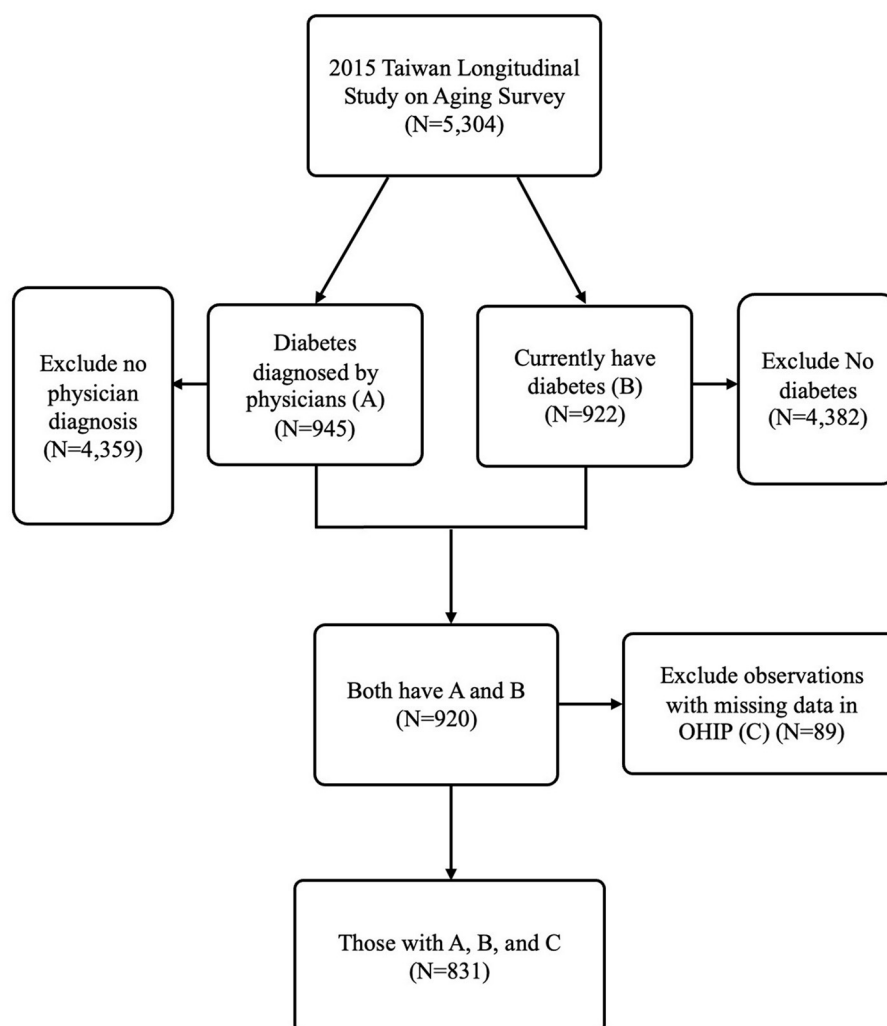 2015 Taiwan Longitudinal
Study on Aging Survey
(N=5,304)
Exclude no
physician
diagnosis
(N=4,359)
Diabetes
diagnosed by
physicians (A)
(N=945)
Currently have
diabetes (B)
(N=922)
Exclude No
diabetes
(N=4,382)
Both have A and B
(N=920)
Exclude observations
with missing data in
OHIP (C) (N=89)
Those with A, B, and C
(N=831)